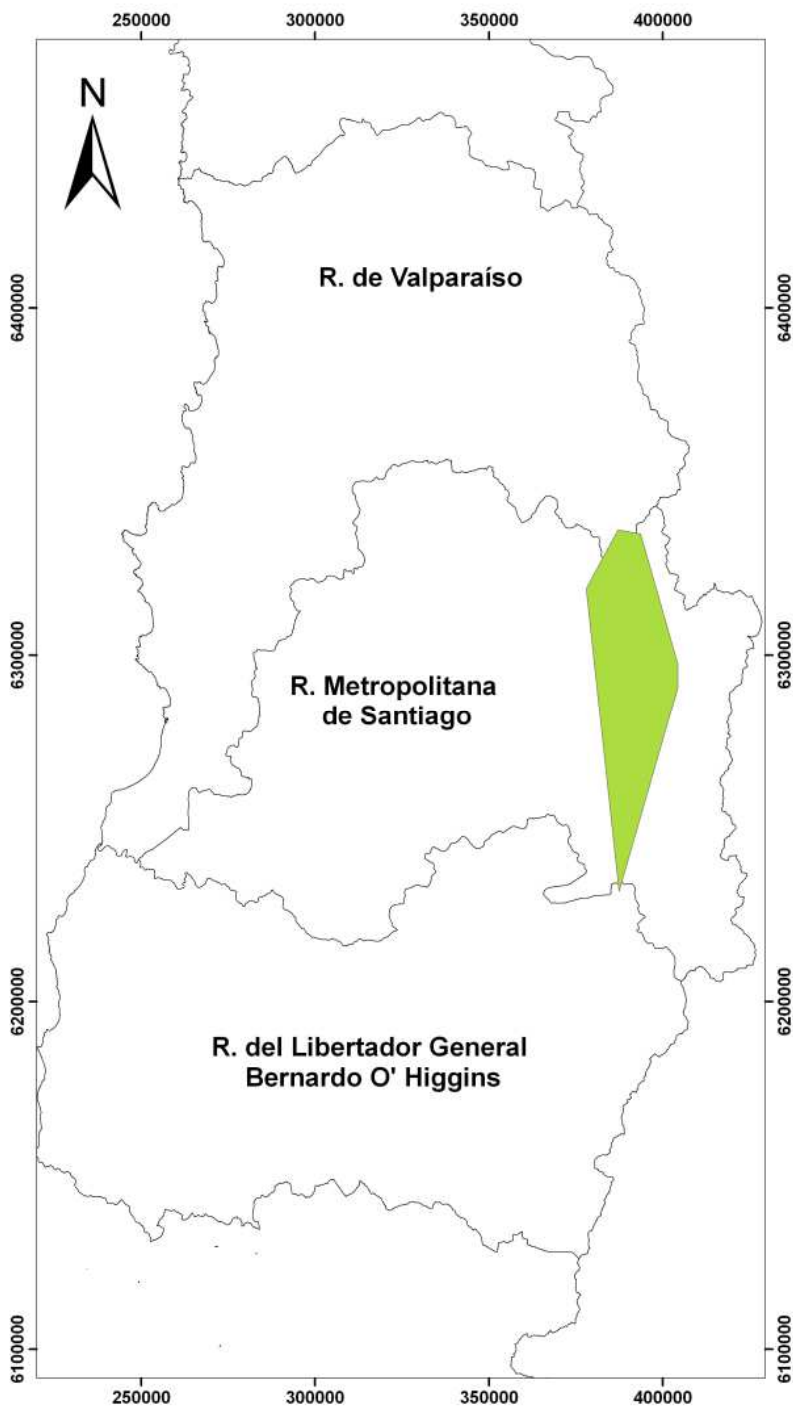 250000 300000 350000 400000
N
R. de Valparaíso
6400000 6400000
6300000 6300000
R. Metropolitana
de Santiago
6200000 6200000
R. del Libertador General
Bernardo O' Higgins
6100000 6100000
250000 300000 350000 400000